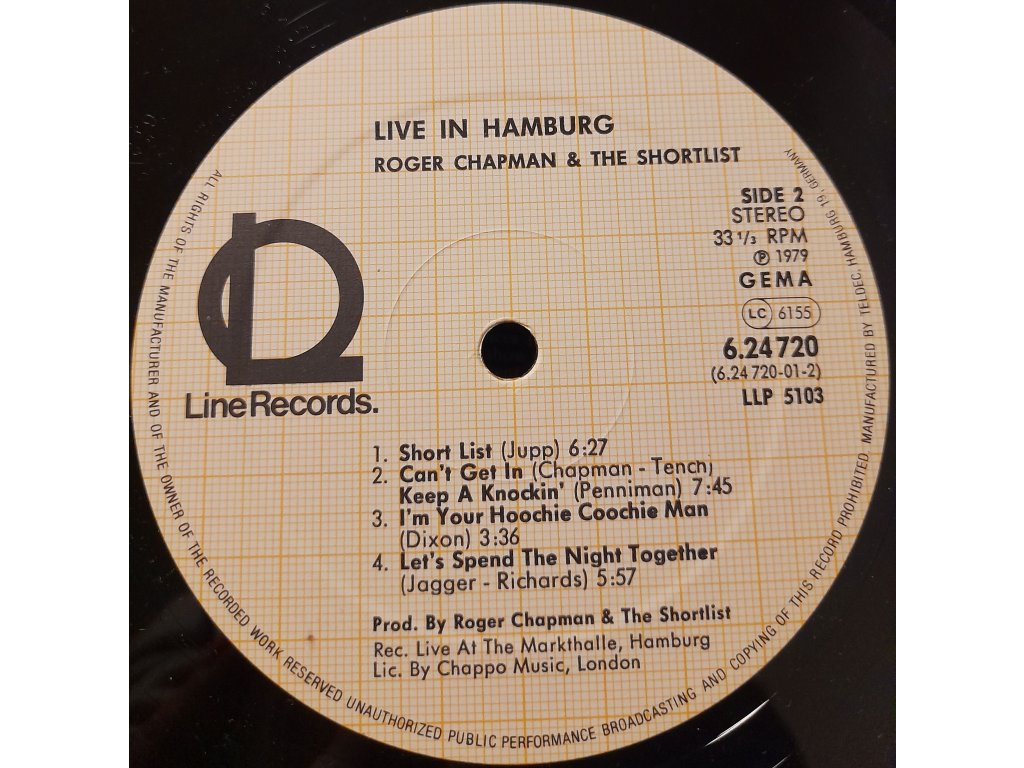 LIVE IN HAMBURG
ROGER CHAPMAN & THE SHORTLIST
SIDE 2
STEREO
33 1/3 RPM
℗ 1979
GEMA
LC 6155
6.24720
(6.24 720-01-2)
LLP 5103
Line Records.
1. Short List (Jupp) 6:27
2. Can't Get In (Chapman - Tench)
Keep A Knockin' (Penniman) 7:45
3. I'm Your Hoochie Coochie Man
(Dixon) 3:36
4. Let's Spend The Night Together
(Jagger - Richards) 5:57
Prod. By Roger Chapman & The Shortlist
Rec. Live At The Markthalle, Hamburg
Lic. By Chappo Music, London
ALL RIGHTS OF THE MANUFACTURER AND OF THE OWNER OF THE RECORDED WORK RESERVED UNAUTHORIZED PUBLIC PERFORMANCE BROADCASTING AND COPYING OF THIS RECORD PROHIBITED. MANUFACTURED BY TELDEC, HAMBURG 19, GERMANY